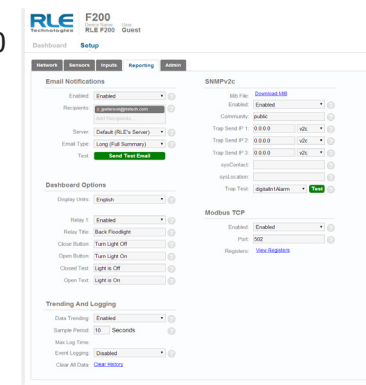 RLE Technologies
F200
Device Name: User:
RLE F200 Guest
Dashboard Setup
Network Sensors Inputs Reporting Admin
Email Notifications
Enabled: Enabled
Recipients:
Add Recipients...
Server: Default (RLE's Server)
Email Type: Long (Full Summary)
Test: Send Test Email
Dashboard Options
Display Units: English
Relay 1: Enabled
Relay Title: Back Floodlight
Close Button: Turn Light Off
Open Button: Turn Light On
Closed Text: Light is Off
Open Text: Light is On
Trending And Logging
Data Trending: Enabled
Sample Period: 10 Seconds
Max Log Time:
Event Logging: Disabled
Clear All Data: Clear History
SNMPv2c
Mib File: Download MIB
Enabled: Enabled
Community: public
Trap Send IP 1: 0.0.0.0 v2c
Trap Send IP 2: 0.0.0.0 v2c
Trap Send IP 3: 0.0.0.0 v2c
sysContact:
sysLocation:
Trap Test: digitalIn1Alarm Test
Modbus TCP
Enabled: Enabled
Port: 502
Registers: View Registers